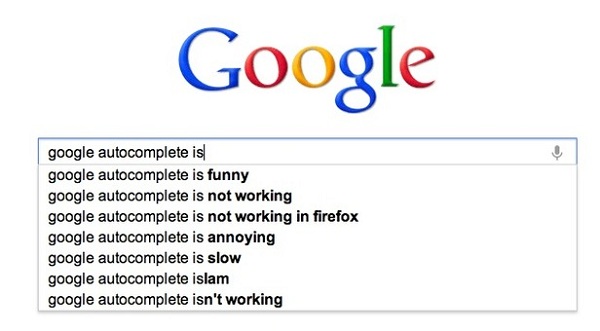 Google
google autocomplete is
google autocomplete is funny
google autocomplete is not working
google autocomplete is not working in firefox
google autocomplete is annoying
google autocomplete is slow
google autocomplete islam
google autocomplete isn't working